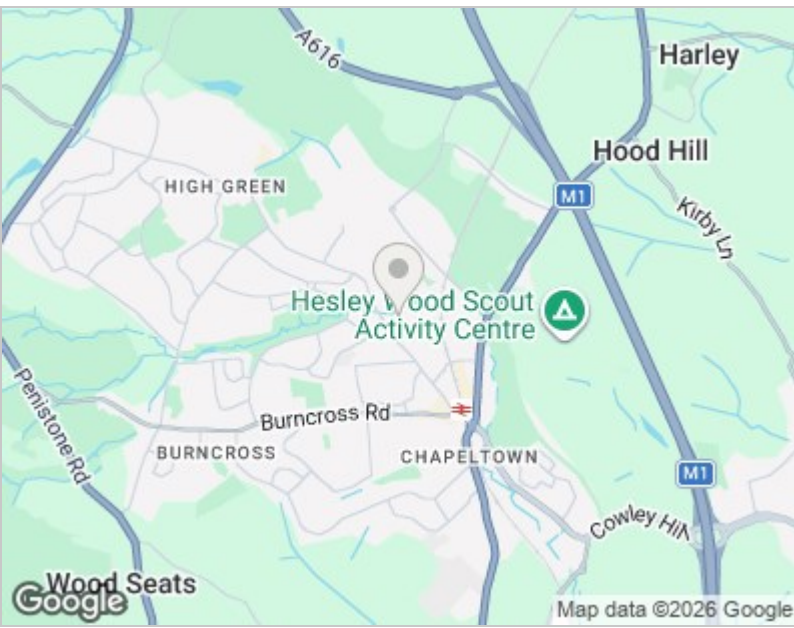 A616
Harley
Hood Hill
HIGH GREEN
M1
Kirby Ln
Hesley Wood Scout
Activity Centre
Penistone Rd
Burncross Rd
BURNCROSS
CHAPELTOWN
M1
Cowley Hill
Wood Seats
Google
Map data ©2026 Google